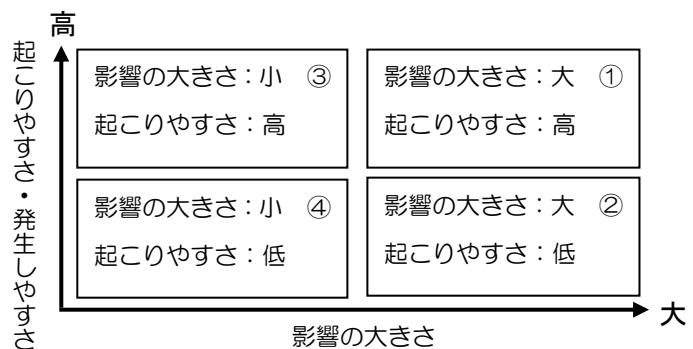 高
起こりやすさ・発生しやすさ
影響の大きさ：小 ③
起こりやすさ：高
影響の大きさ：大 ①
起こりやすさ：高
影響の大きさ：小 ④
起こりやすさ：低
影響の大きさ：大 ②
起こりやすさ：低
大
影響の大きさ